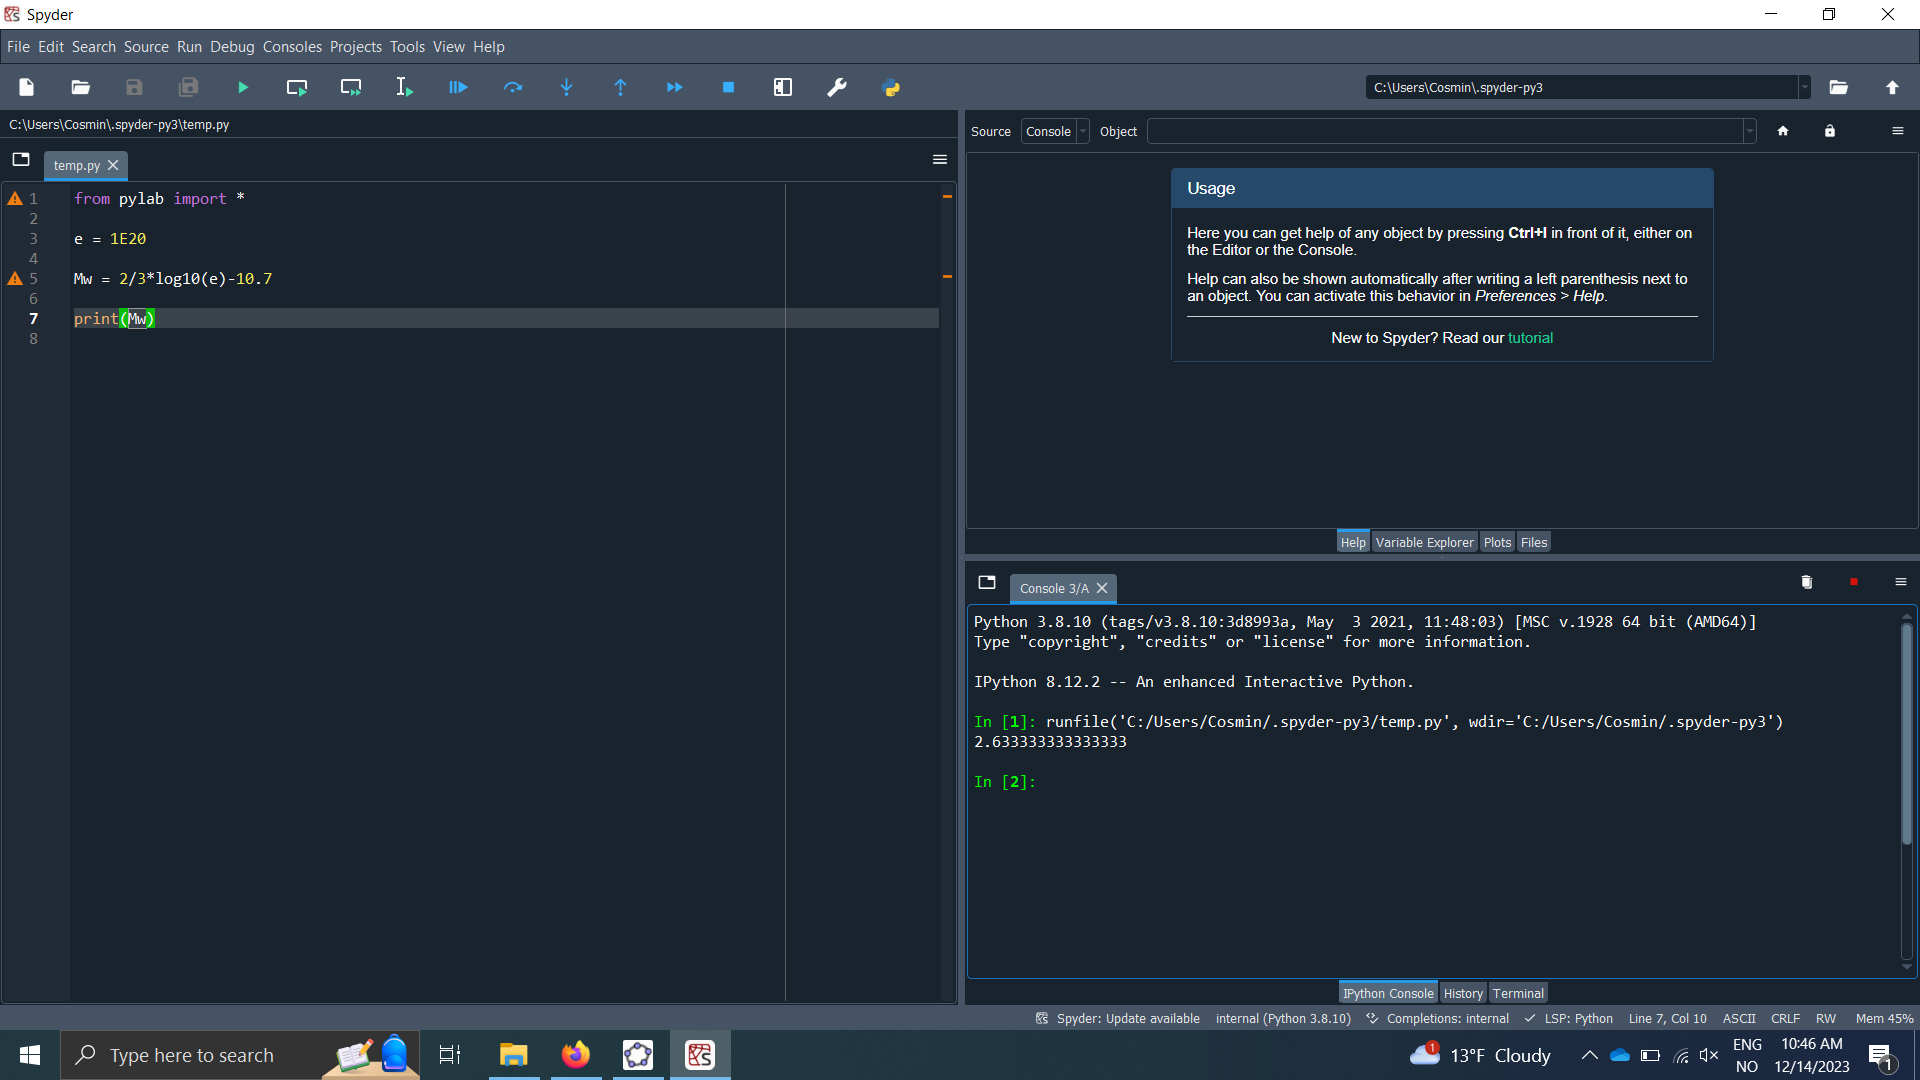 Spyder
File Edit Search Source Run Debug Consoles Projects Tools View Help
C:\Users\Cosmin\.spyder-py3
C:\Users\Cosmin\.spyder-py3\temp.py
temp.py
1 from pylab import *
2
3 e = 1E20
4
5 Mw = 2/3*log10(e)-10.7
6
7 print(Mw)
8
Source Console Object
Usage
Here you can get help of any object by pressing Ctrl+I in front of it, either on
the Editor or the Console.
Help can also be shown automatically after writing a left parenthesis next to
an object. You can activate this behavior in Preferences > Help.
New to Spyder? Read our tutorial
Help Variable Explorer Plots Files
Console 3/A
Python 3.8.10 (tags/v3.8.10:3d8993a, May  3 2021, 11:48:03) [MSC v.1928 64 bit (AMD64)]
Type "copyright", "credits" or "license" for more information.
IPython 8.12.2 -- An enhanced Interactive Python.
In [1]: runfile('C:/Users/Cosmin/.spyder-py3/temp.py', wdir='C:/Users/Cosmin/.spyder-py3')
2.633333333333333
In [2]:
IPython Console History Terminal
Spyder: Update available internal (Python 3.8.10) Completions: internal LSP: Python Line 7, Col 10 ASCII CRLF RW Mem 45%
Type here to search
1
13°F Cloudy
ENG
NO
10:46 AM
12/14/2023
1